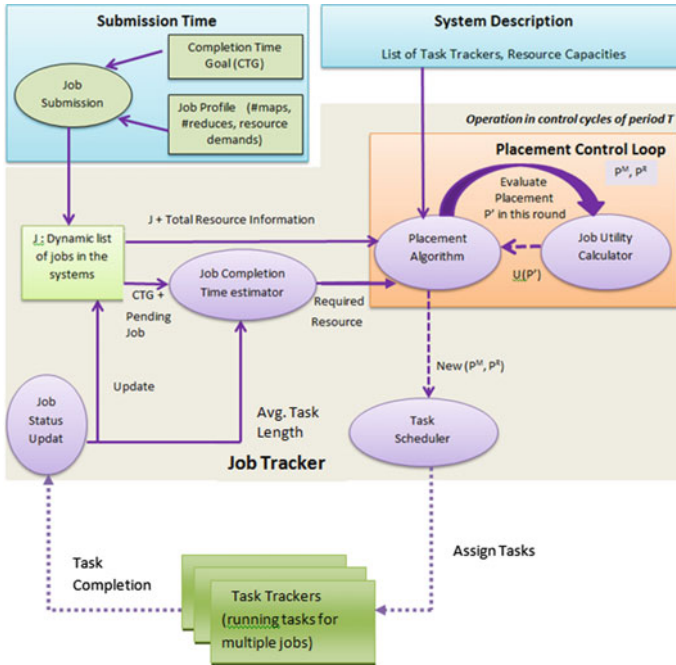 Submission Time
Completion Time
Goal (CTG)
Job
Submission
Job Profile (#maps,
#reduces, resource
demands)
System Description
List of Task Trackers, Resource Capacities
Operation in control cycles of period T
Placement Control Loop
Pᴹ, Pᴿ
Evaluate
Placement
P' in this round
Placement
Algorithm
Job Utility
Calculator
U(P')
J + Total Resource Information
J : Dynamic list
of jobs in the
systems
CTG +
Pending
Job
Job Completion
Time estimator
Required
Resource
New (Pᴹ, Pᴿ)
Update
Job
Status
Updat
Avg. Task
Length
Task
Scheduler
Job Tracker
Task
Completion
Assign Tasks
Task Trackers
(running tasks for
multiple jobs)